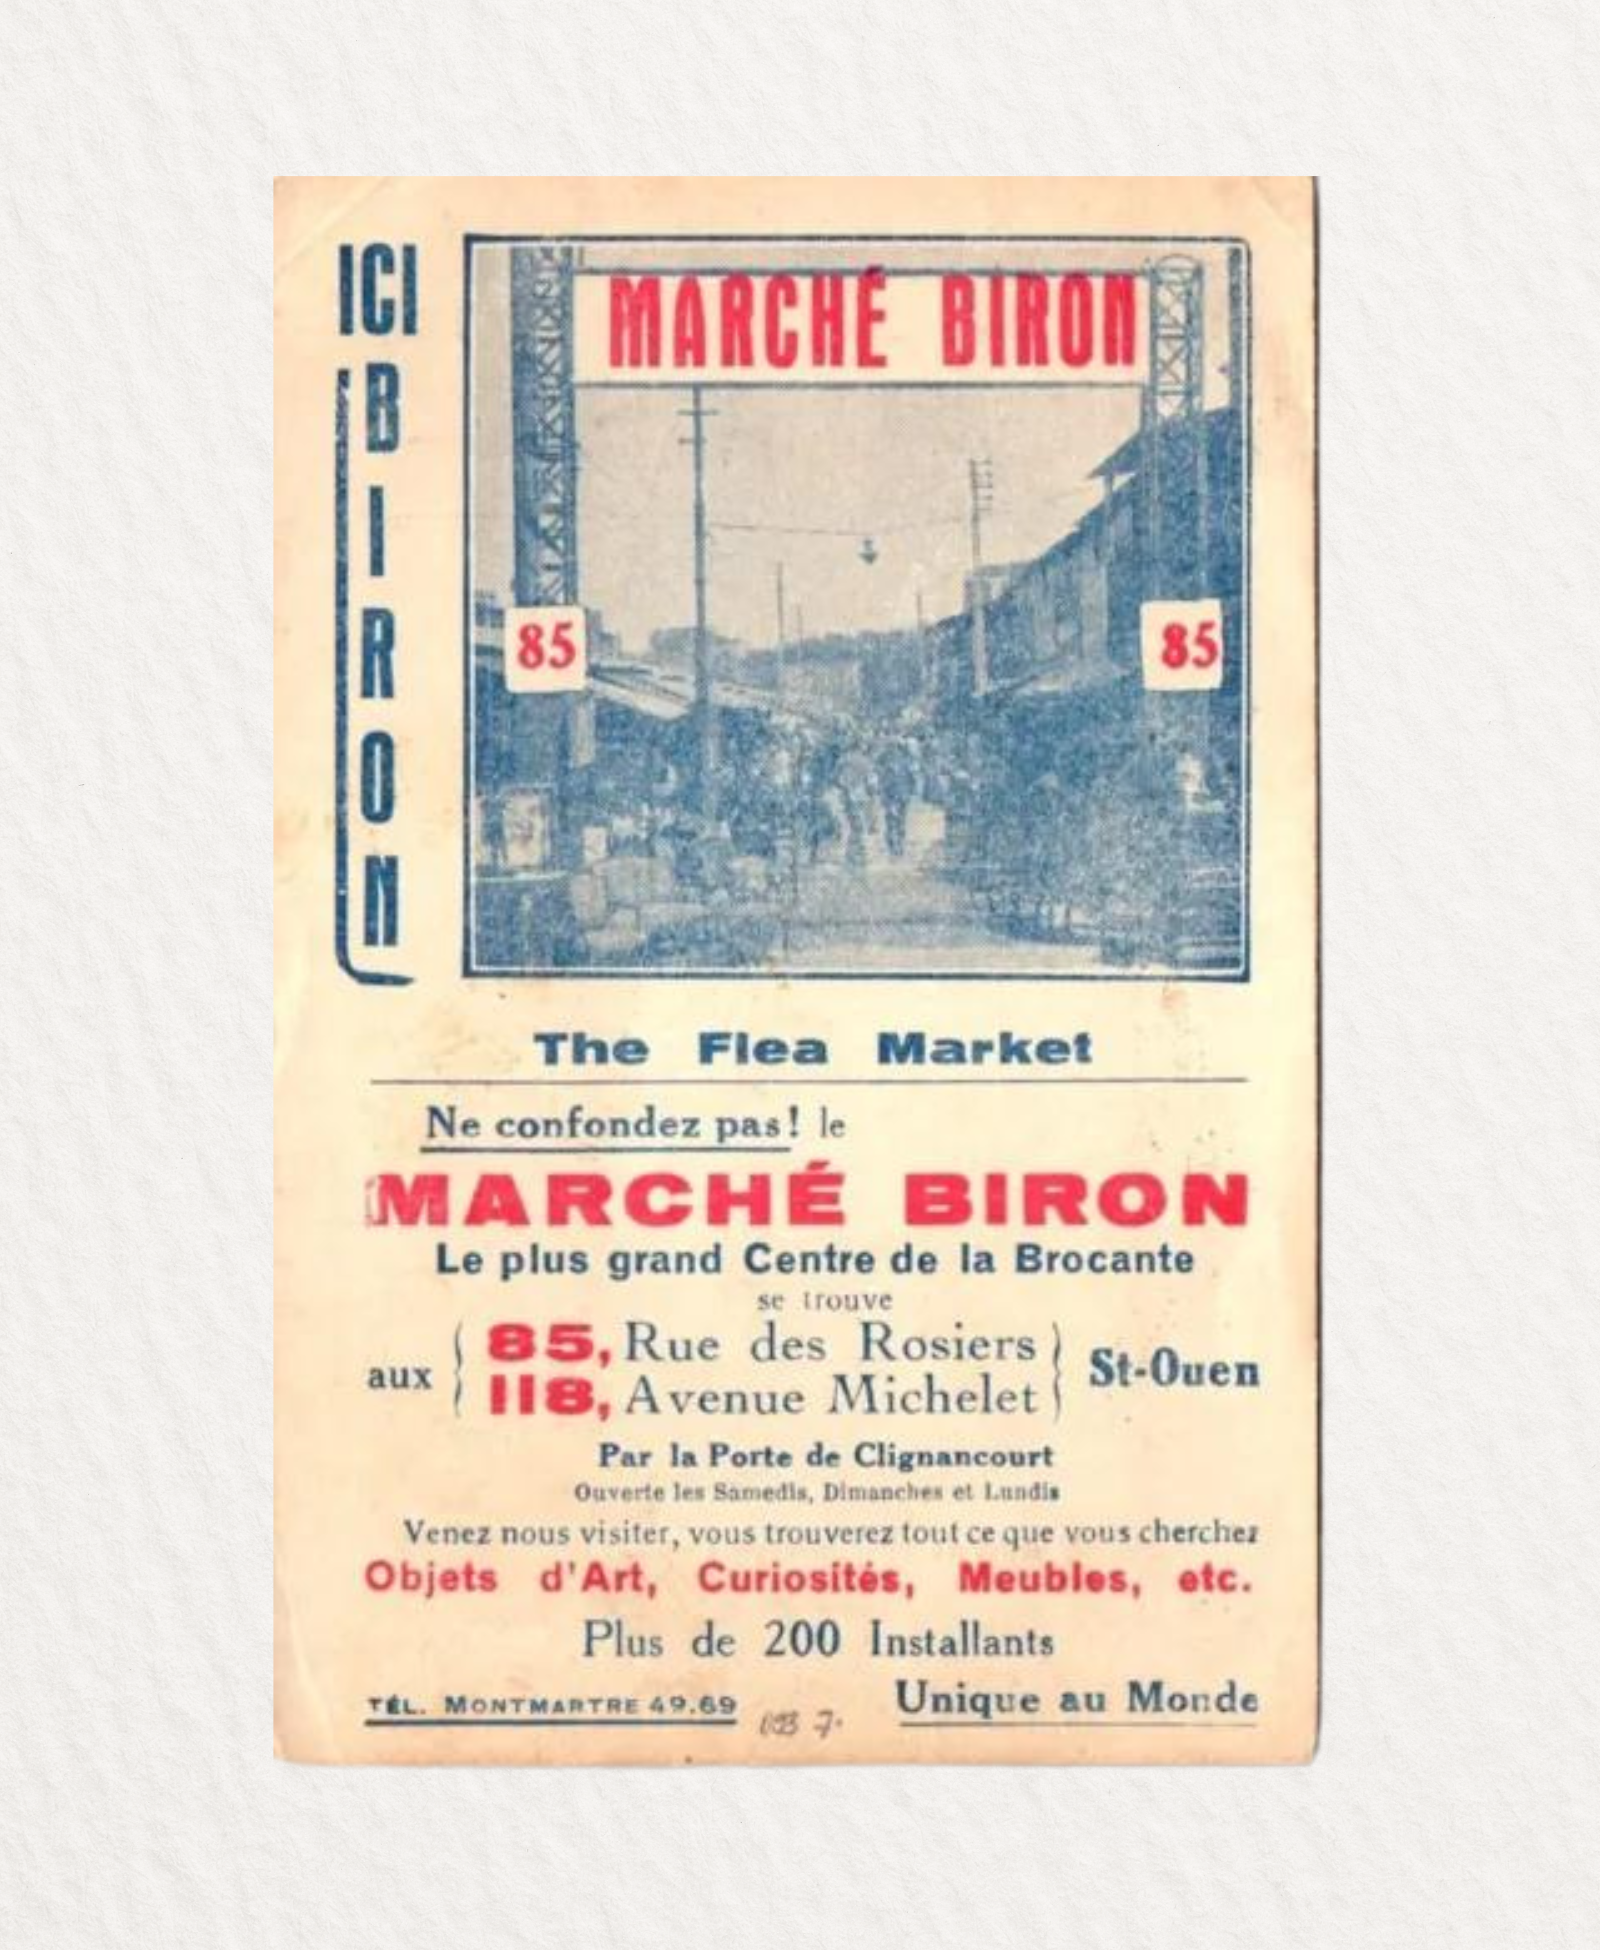 ICI
BIRON
MARCHÉ BIRON
85
85
The Flea Market
Ne confondez pas! le
MARCHÉ BIRON
Le plus grand Centre de la Brocante
se trouve
aux { 85, Rue des Rosiers } St-Ouen
118, Avenue Michelet
Par la Porte de Clignancourt
Ouverte les Samedis, Dimanches et Lundis
Venez nous visiter, vous trouverez tout ce que vous cherchez
Objets d'Art, Curiosités, Meubles, etc.
Plus de 200 Installants
TÉL. MONTMARTRE 49.69
Unique au Monde